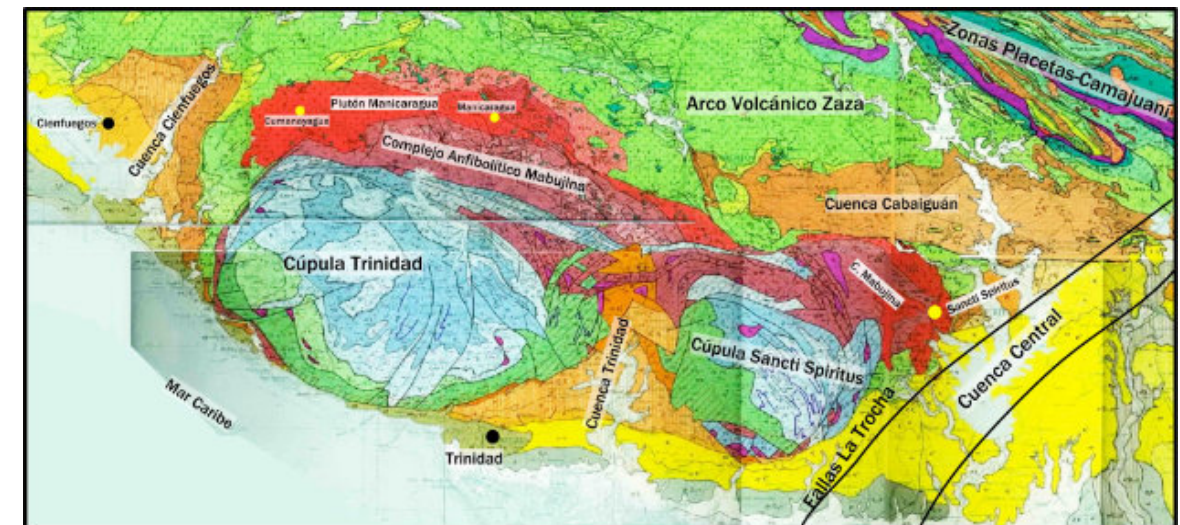 Zonas Placetas-Camajuaní
Arco Volcánico Zaza
Plutón Manicaragua
Manicaragua
Cumanayagua
Cienfuegos
Cuenca Cienfuegos
Complejo Anfibolítico Mabujina
Cuenca Cabaiguán
Cúpula Trinidad
C. Mabujina
Sancti Spiritus
Cuenca Trinidad
Cúpula Sancti Spiritus
Cuenca Central
Fallas La Trocha
Mar Caribe
Trinidad